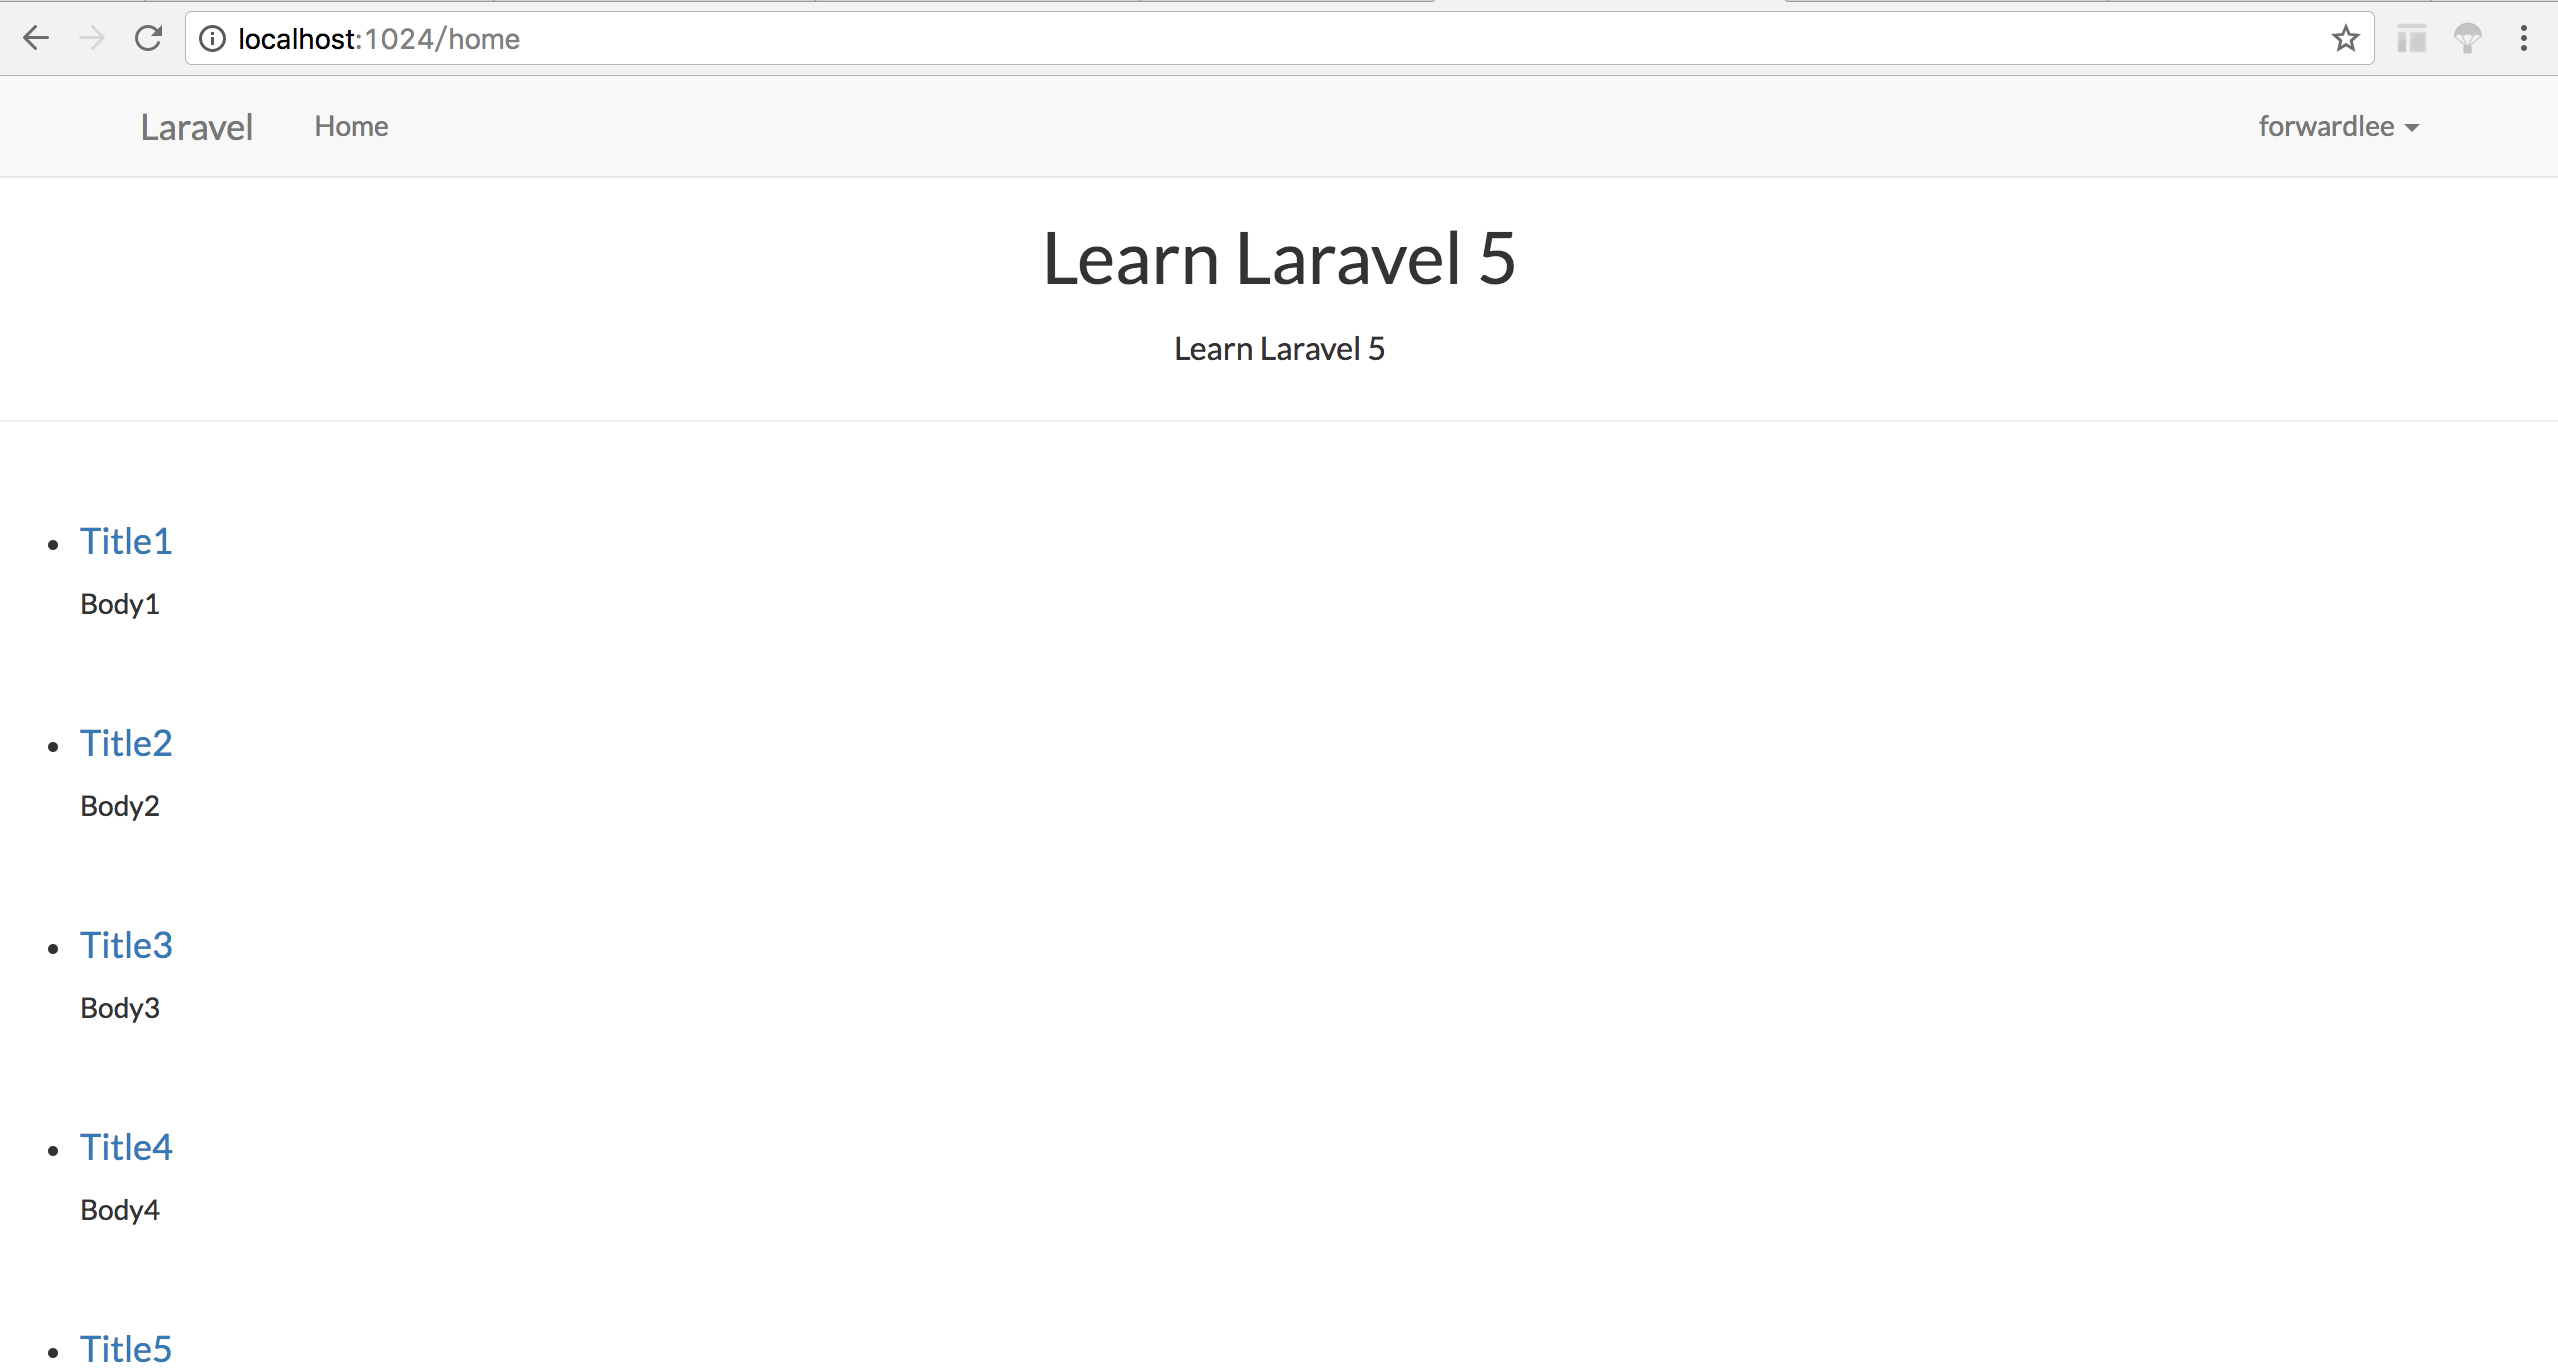 localhost:1024/home
Laravel Home forwardlee
Learn Laravel 5
Learn Laravel 5
Title1
Body1
Title2
Body2
Title3
Body3
Title4
Body4
Title5